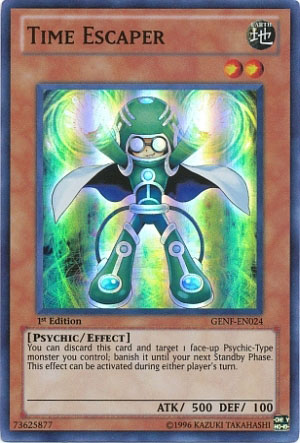 TIME ESCAPER
EARTH
地
1st Edition
GENF-EN024
[PSYCHIC/EFFECT]
You can discard this card and target 1 face-up Psychic-Type
monster you control; banish it until your next Standby Phase.
This effect can be activated during either player's turn.
ATK/ 500 DEF/ 100
73625877
©1996 KAZUKI TAKAHASHI